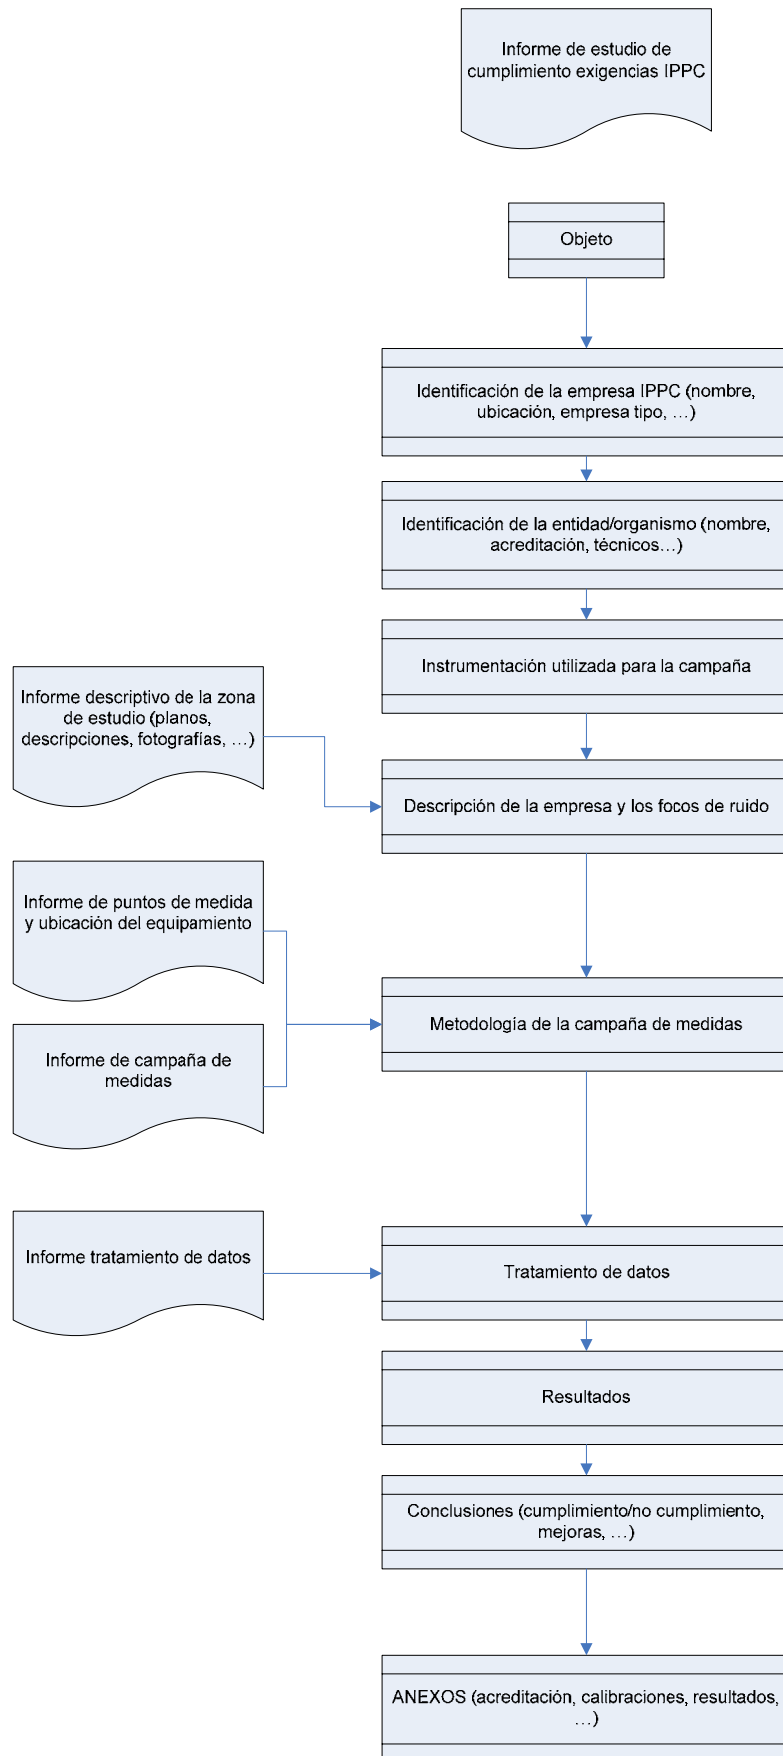 Informe de estudio de
cumplimiento exigencias IPPC
Objeto
Identificación de la empresa IPPC (nombre,
ubicación, empresa tipo, …)
Identificación de la entidad/organismo (nombre,
acreditación, técnicos…)
Instrumentación utilizada para la campaña
Informe descriptivo de la zona
de estudio (planos,
descripciones, fotografías, …)
Descripción de la empresa y los focos de ruido
Informe de puntos de medida
y ubicación del equipamiento
Metodología de la campaña de medidas
Informe de campaña de
medidas
Informe tratamiento de datos
Tratamiento de datos
Resultados
Conclusiones (cumplimiento/no cumplimiento,
mejoras, …)
ANEXOS (acreditación, calibraciones, resultados,
…)